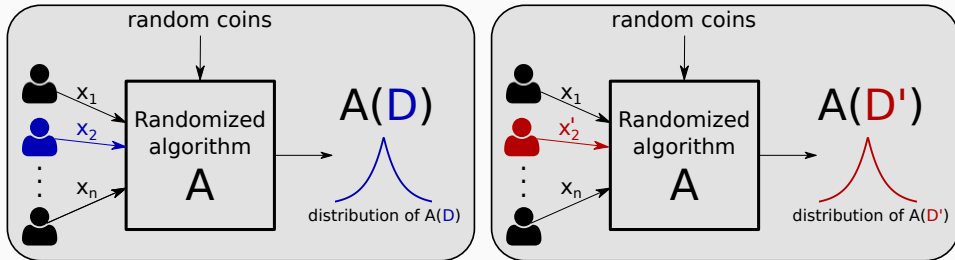 random coins
x1
x2
xn
Randomized
algorithm
A
A(D)
distribution of A(D)
random coins
x1
x'2
xn
Randomized
algorithm
A
A(D')
distribution of A(D')